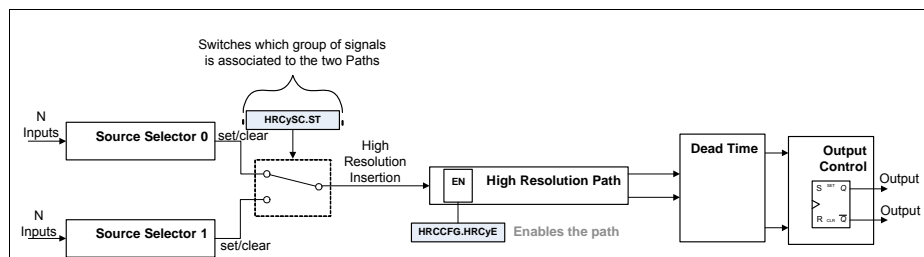 Switches which group of signals
is associated to the two Paths
HRCySC.ST
N
Inputs
Source Selector 0
set/clear
High
Resolution
Insertion
EN
High Resolution Path
HRCCFG.HRCyE
Enables the path
Dead Time
Output
Control
S SET Q
R CLR Q
Output
Output
N
Inputs
Source Selector 1
set/clear